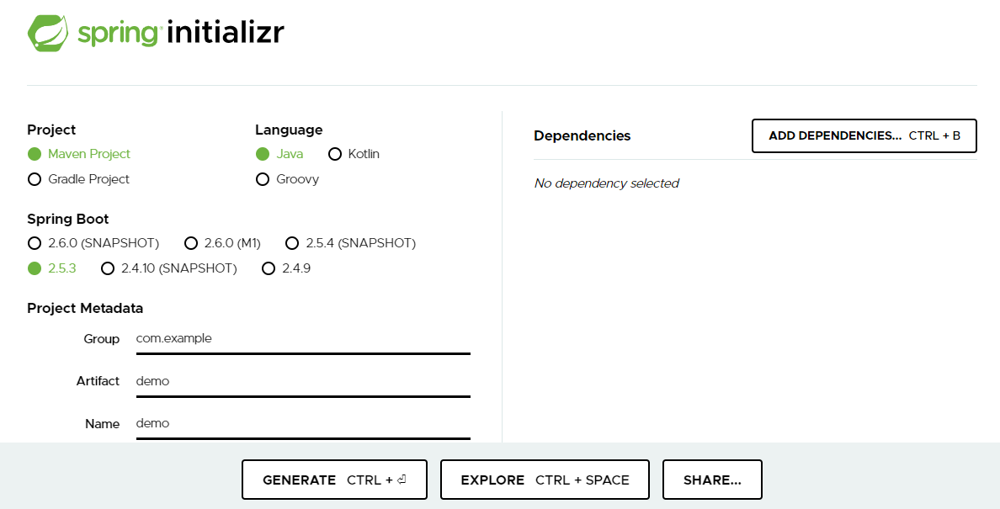 spring initializr
Project
Maven Project
Gradle Project
Language
Java Kotlin
Groovy
Spring Boot
2.6.0 (SNAPSHOT) 2.6.0 (M1) 2.5.4 (SNAPSHOT)
2.5.3 2.4.10 (SNAPSHOT) 2.4.9
Project Metadata
Group com.example
Artifact demo
Name demo
Dependencies
ADD DEPENDENCIES... CTRL + B
No dependency selected
GENERATE CTRL + ⏎
EXPLORE CTRL + SPACE
SHARE...